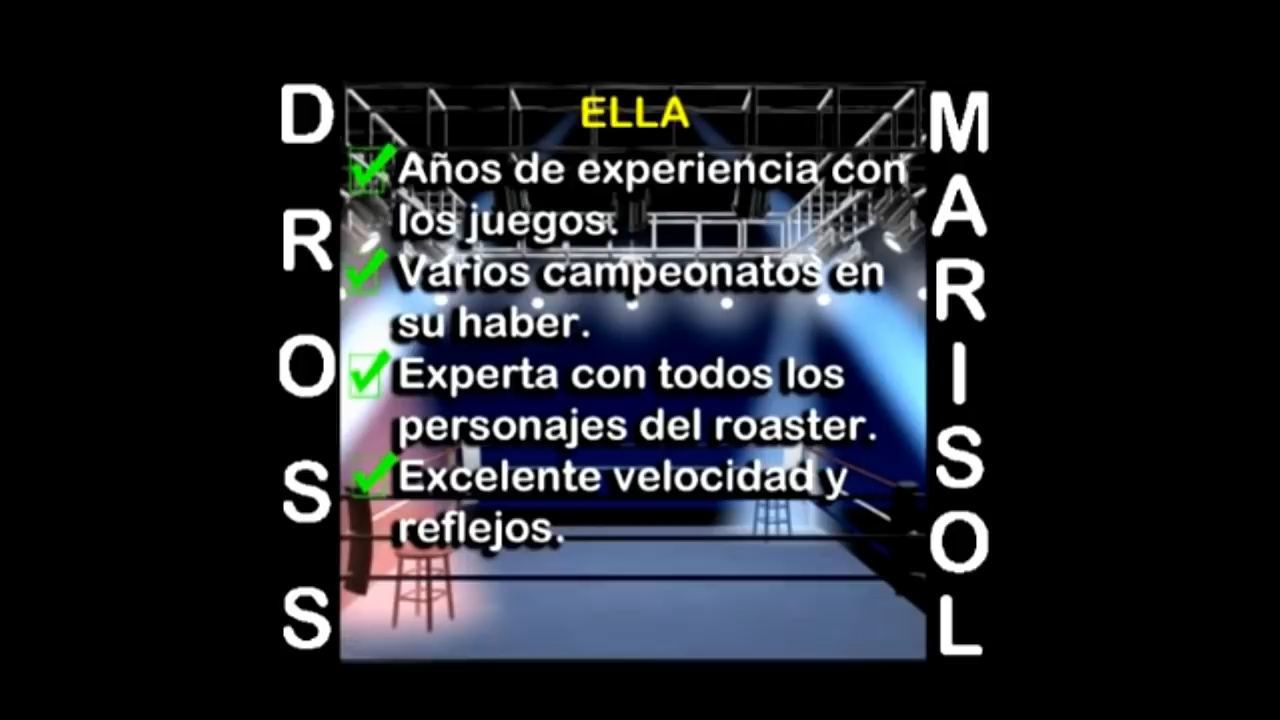 DROSS
ELLA
Años de experiencia con
los juegos.
Varios campeonatos en
su haber.
Experta con todos los
personajes del roaster.
Excelente velocidad y
reflejos.
MARISOL